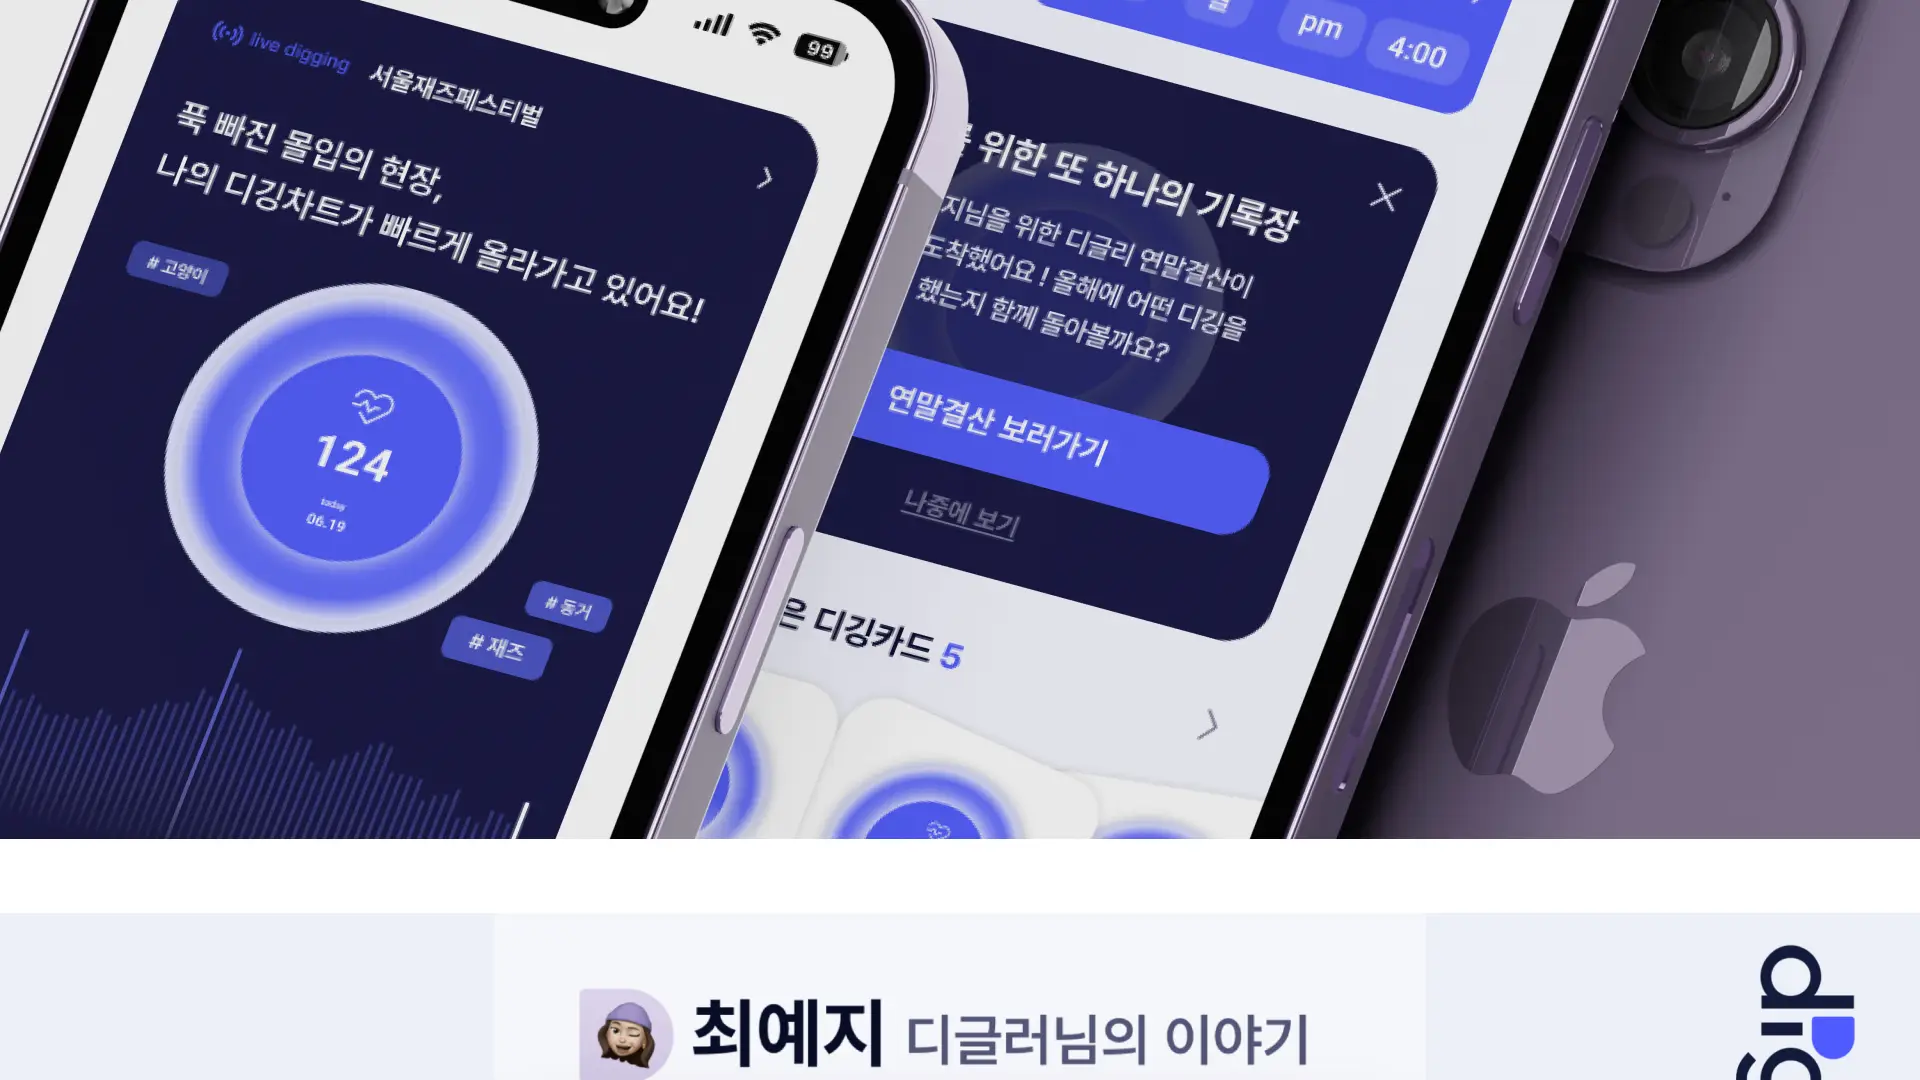 99
live digging 서울재즈페스티벌
푹 빠진 몰입의 현장,
나의 디깅차트가 빠르게 올라가고 있어요!
# 고양이
124
today
06.19
# 동거
# 재즈
pm 4:00
위한 또 하나의 기록장
지님을 위한 디글리 연말결산이
도착했어요 ! 올해에 어떤 디깅을
했는지 함께 돌아볼까요?
연말결산 보러가기
나중에 보기
은 디깅카드 5
최예지 디글러님의 이야기